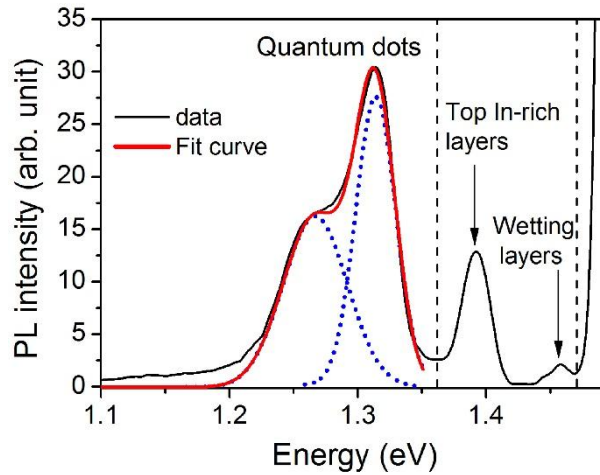 Quantum dots
data
Fit curve
Top In-rich
layers
Wetting
layers
PL intensity (arb. unit)
35
30
25
20
15
10
5
0
1.1
1.2
1.3
1.4
Energy (eV)